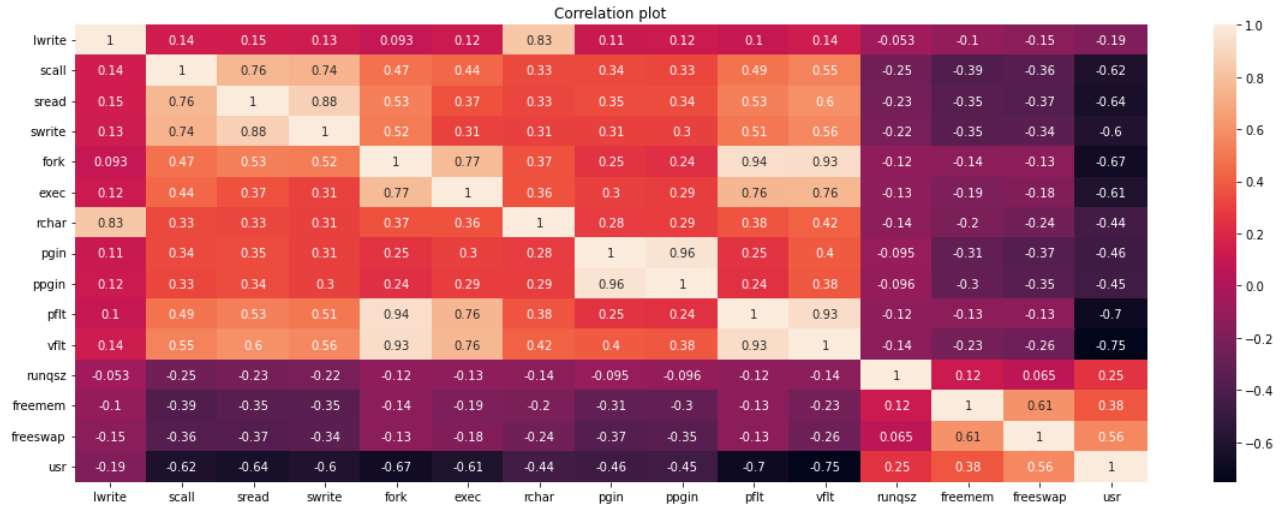 Correlation plot
lwrite 1 0.14 0.15 0.13 0.093 0.12 0.83 0.11 0.12 0.1 0.14 -0.053 -0.1 -0.15 -0.19
scall 0.14 1 0.76 0.74 0.47 0.44 0.33 0.34 0.33 0.49 0.55 -0.25 -0.39 -0.36 -0.62
sread 0.15 0.76 1 0.88 0.53 0.37 0.33 0.35 0.34 0.53 0.6 -0.23 -0.35 -0.37 -0.64
swrite 0.13 0.74 0.88 1 0.52 0.31 0.31 0.31 0.3 0.51 0.56 -0.22 -0.35 -0.34 -0.6
fork 0.093 0.47 0.53 0.52 1 0.77 0.37 0.25 0.24 0.94 0.93 -0.12 -0.14 -0.13 -0.67
exec 0.12 0.44 0.37 0.31 0.77 1 0.36 0.3 0.29 0.76 0.76 -0.13 -0.19 -0.18 -0.61
rchar 0.83 0.33 0.33 0.31 0.37 0.36 1 0.28 0.29 0.38 0.42 -0.14 -0.2 -0.24 -0.44
pgin 0.11 0.34 0.35 0.31 0.25 0.3 0.28 1 0.96 0.25 0.4 -0.095 -0.31 -0.37 -0.46
ppgin 0.12 0.33 0.34 0.3 0.24 0.29 0.29 0.96 1 0.24 0.38 -0.096 -0.3 -0.35 -0.45
pflt 0.1 0.49 0.53 0.51 0.94 0.76 0.38 0.25 0.24 1 0.93 -0.12 -0.13 -0.13 -0.7
vflt 0.14 0.55 0.6 0.56 0.93 0.76 0.42 0.4 0.38 0.93 1 -0.14 -0.23 -0.26 -0.75
runqsz -0.053 -0.25 -0.23 -0.22 -0.12 -0.13 -0.14 -0.095 -0.096 -0.12 -0.14 1 0.12 0.065 0.25
freemem -0.1 -0.39 -0.35 -0.35 -0.14 -0.19 -0.2 -0.31 -0.3 -0.13 -0.23 0.12 1 0.61 0.38
freeswap -0.15 -0.36 -0.37 -0.34 -0.13 -0.18 -0.24 -0.37 -0.35 -0.13 -0.26 0.065 0.61 1 0.56
usr -0.19 -0.62 -0.64 -0.6 -0.67 -0.61 -0.44 -0.46 -0.45 -0.7 -0.75 0.25 0.38 0.56 1
lwrite scall sread swrite fork exec rchar pgin ppgin pflt vflt runqsz freemem freeswap usr
1.0
0.8
0.6
0.4
0.2
0.0
-0.2
-0.4
-0.6